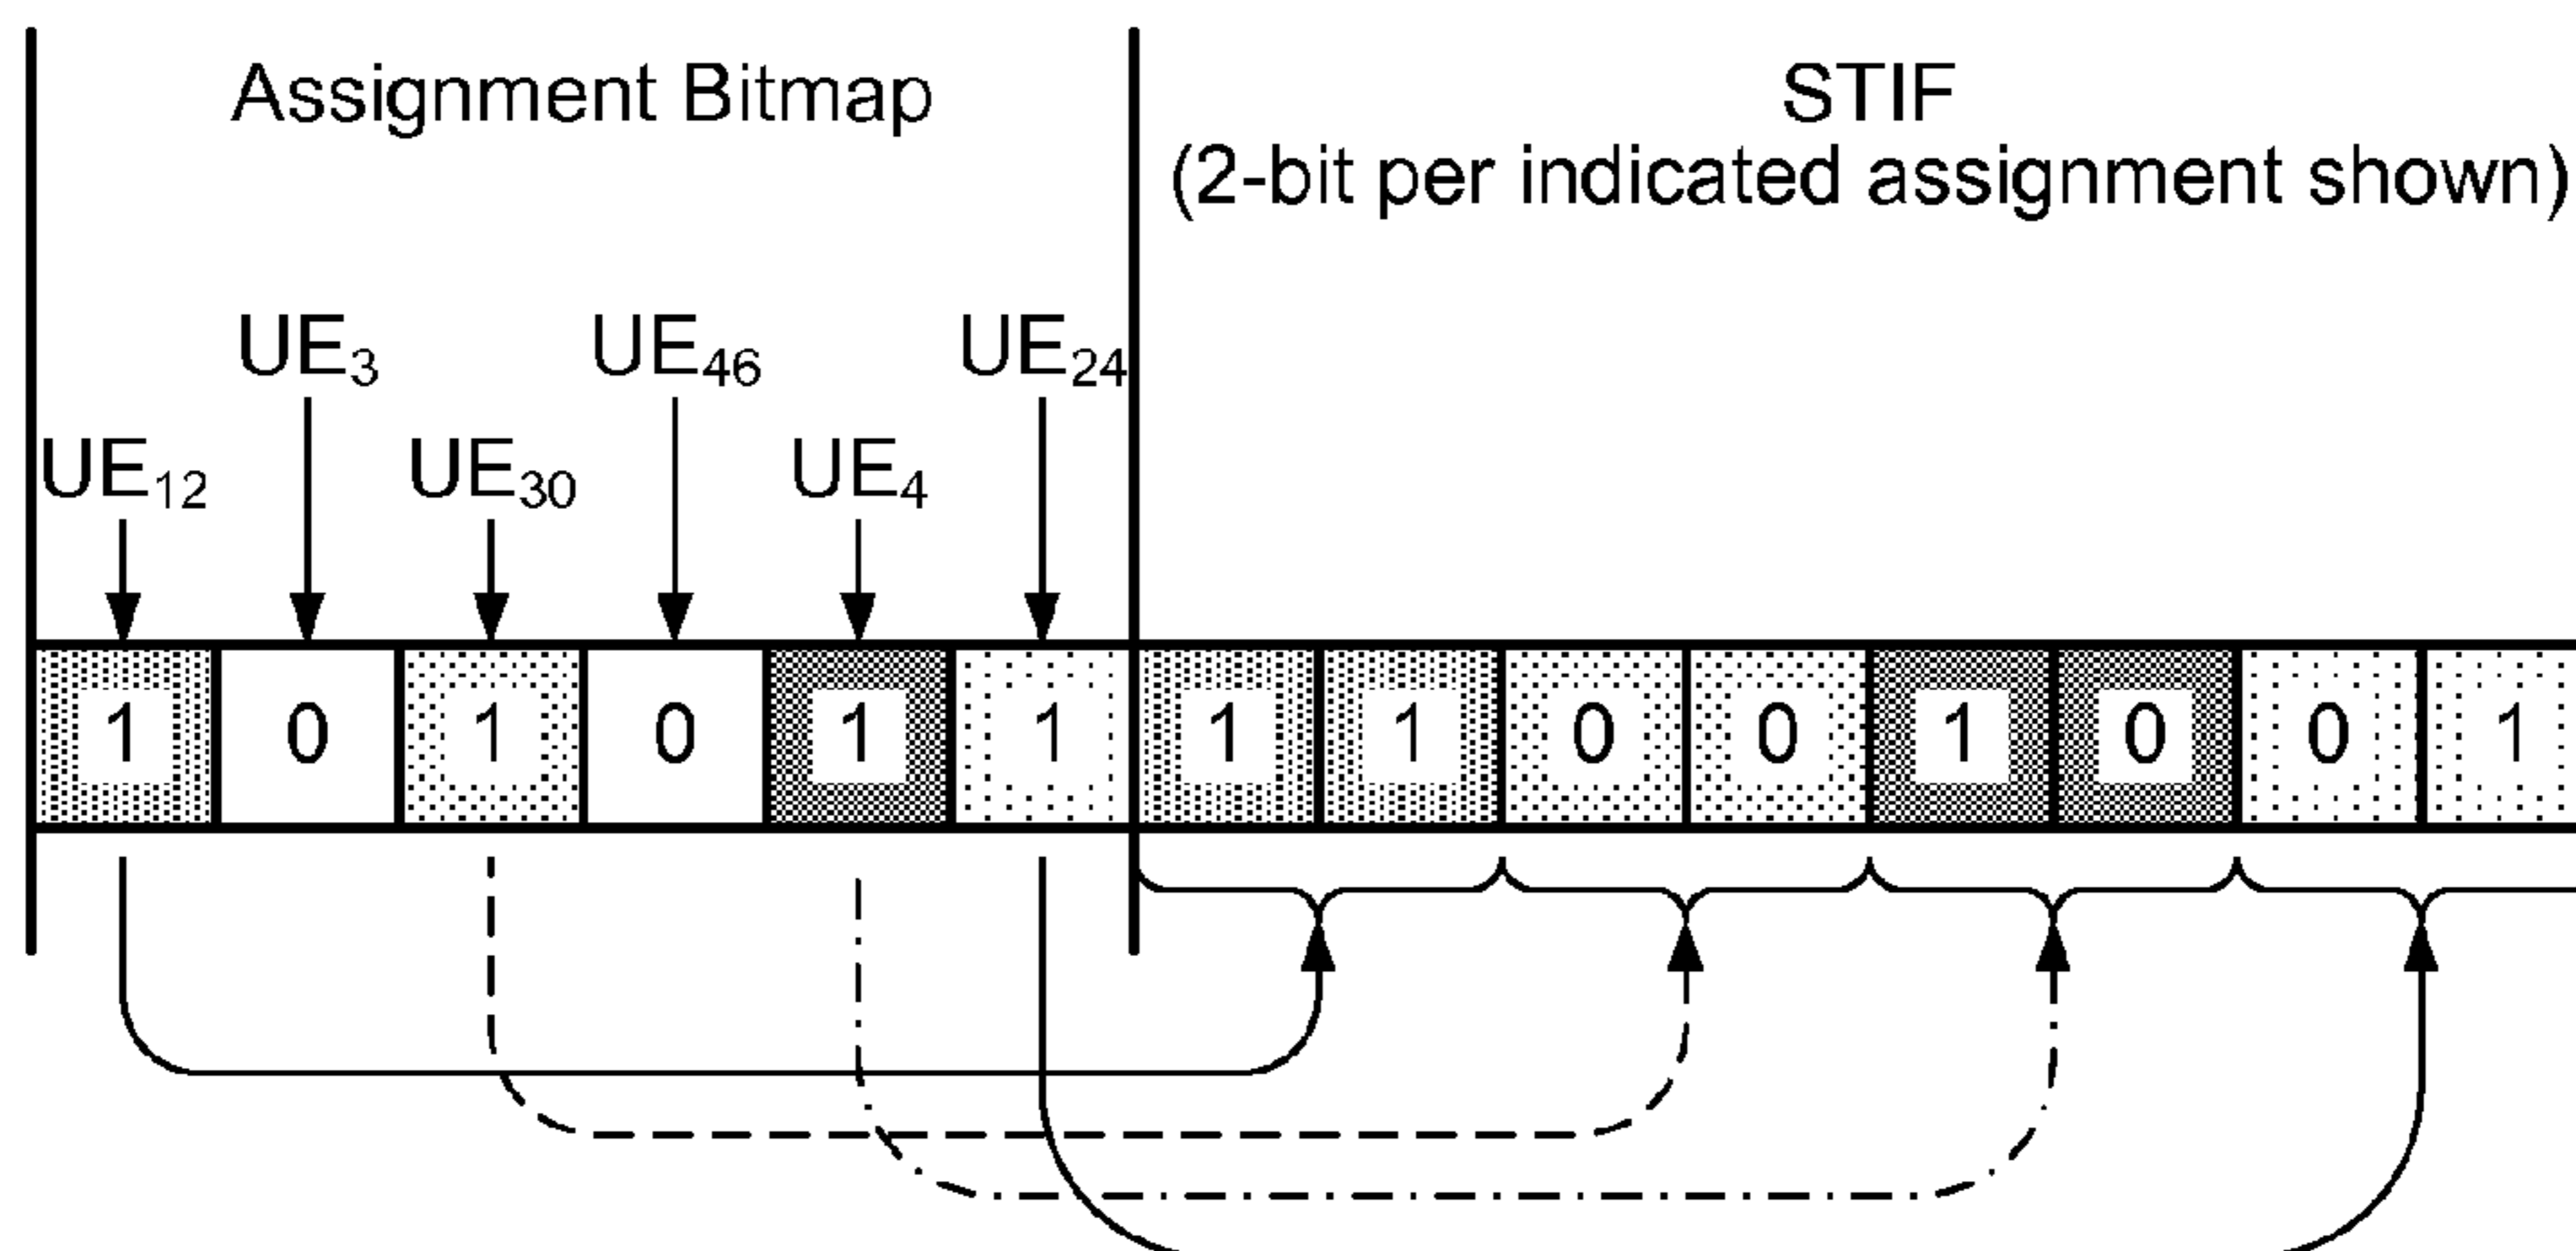 Assignment Bitmap
STIF
(2-bit per indicated assignment shown)
UE3 UE46 UE24
UE12 UE30 UE4
1 0 1 0 1 1 1 1 0 0 1 0 0 1